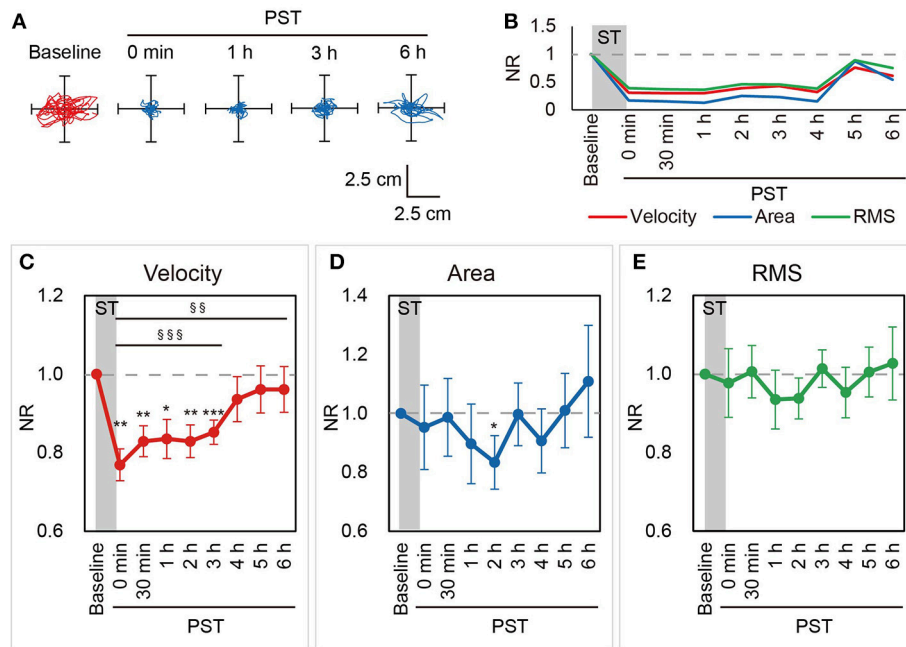 A
PST
Baseline 0 min 1 h 3 h 6 h
2.5 cm
2.5 cm
B
ST
NR
1
0.5
0
Baseline
0 min
30 min
1 h
2 h
3 h
4 h
5 h
6 h
PST
Velocity Area RMS
C Velocity
1.2
1.0
0.8
0.6
NR
ST
§§
§§§
** ** * ** ***
Baseline
0 min
30 min
1 h
2 h
3 h
4 h
5 h
6 h
PST
D Area
1.4
1.2
1.0
0.8
0.6
NR
ST
*
Baseline
0 min
30 min
1 h
2 h
3 h
4 h
5 h
6 h
PST
E RMS
1.2
1.0
0.8
0.6
NR
ST
Baseline
0 min
30 min
1 h
2 h
3 h
4 h
5 h
6 h
PST